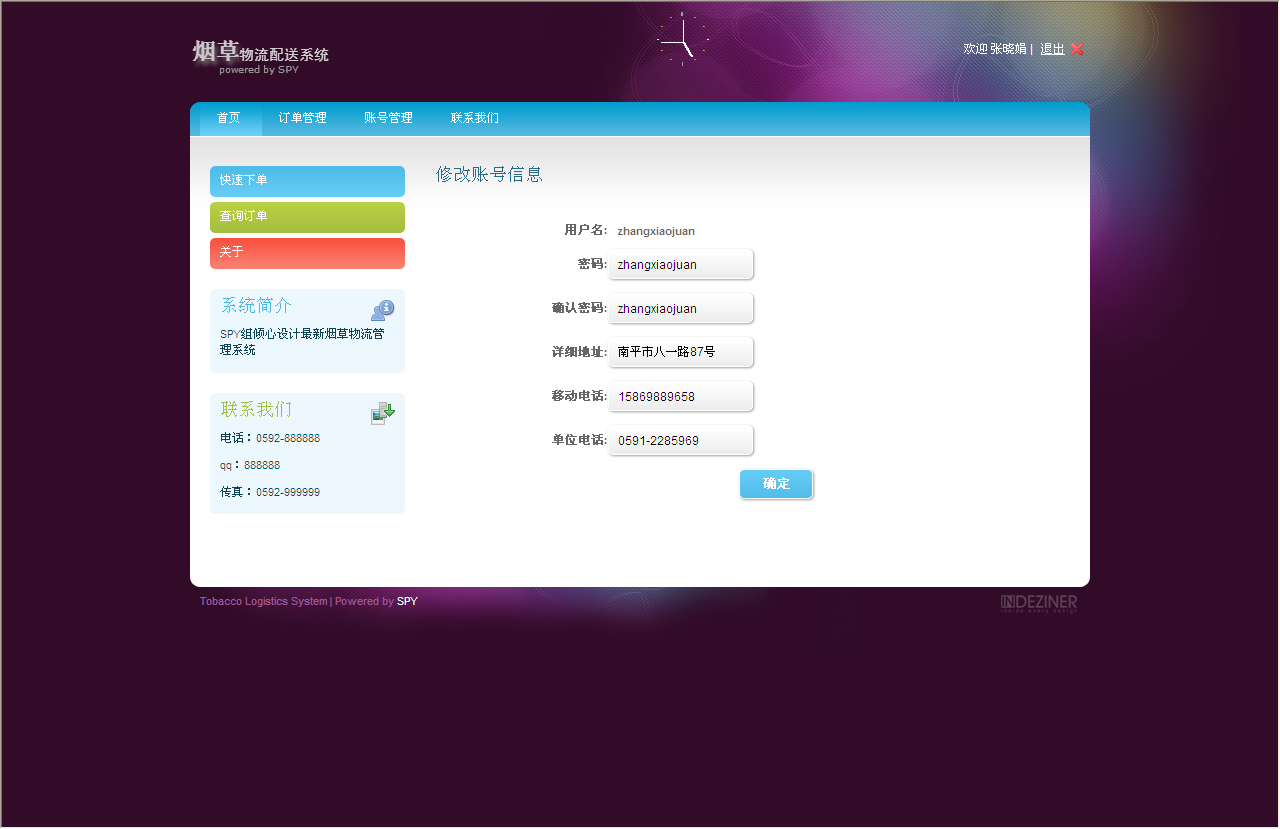 烟草物流配送系统
powered by SPY
欢迎 张晓娟 | 退出
首页 订单管理 账号管理 联系我们
快速下单
查询订单
关于
系统简介
SPY组倾心设计最新烟草物流管
理系统
联系我们
电话：0592-888888
qq：888888
传真：0592-999999
修改账号信息
用户名: zhangxiaojuan
密码: zhangxiaojuan
确认密码: zhangxiaojuan
详细地址: 南平市八一路87号
移动电话: 15869889658
单位电话: 0591-2285969
确定
Tobacco Logistics System | Powered by SPY
INDEZINER
inside every design